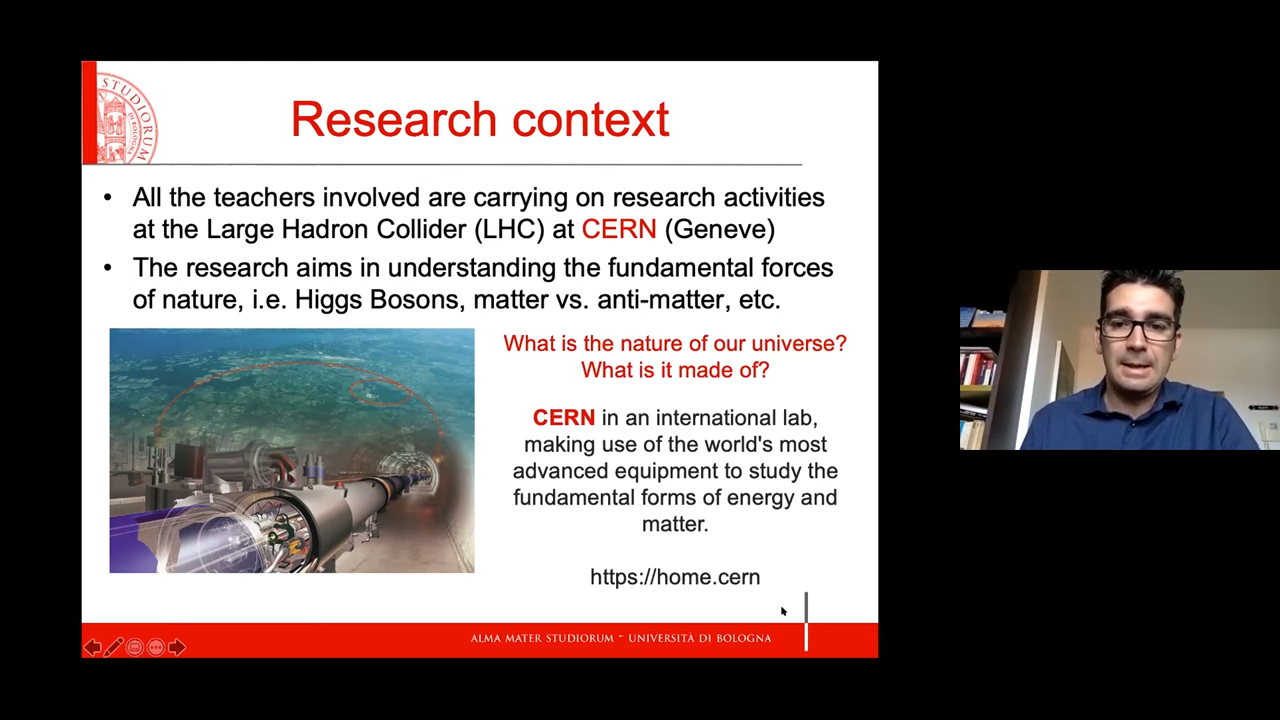 STUDIORUM
DI BOLOGNA
Research context
• All the teachers involved are carrying on research activities
at the Large Hadron Collider (LHC) at CERN (Geneve)
• The research aims in understanding the fundamental forces
of nature, i.e. Higgs Bosons, matter vs. anti-matter, etc.
What is the nature of our universe?
What is it made of?
CERN in an international lab,
making use of the world's most
advanced equipment to study the
fundamental forms of energy and
matter.
https://home.cern
ALMA MATER STUDIORUM ~ UNIVERSITÀ DI BOLOGNA